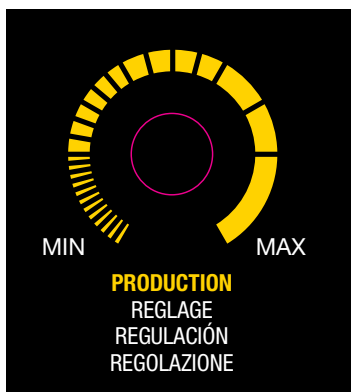 MIN MAX
PRODUCTION
REGLAGE
REGULACIÓN
REGOLAZIONE